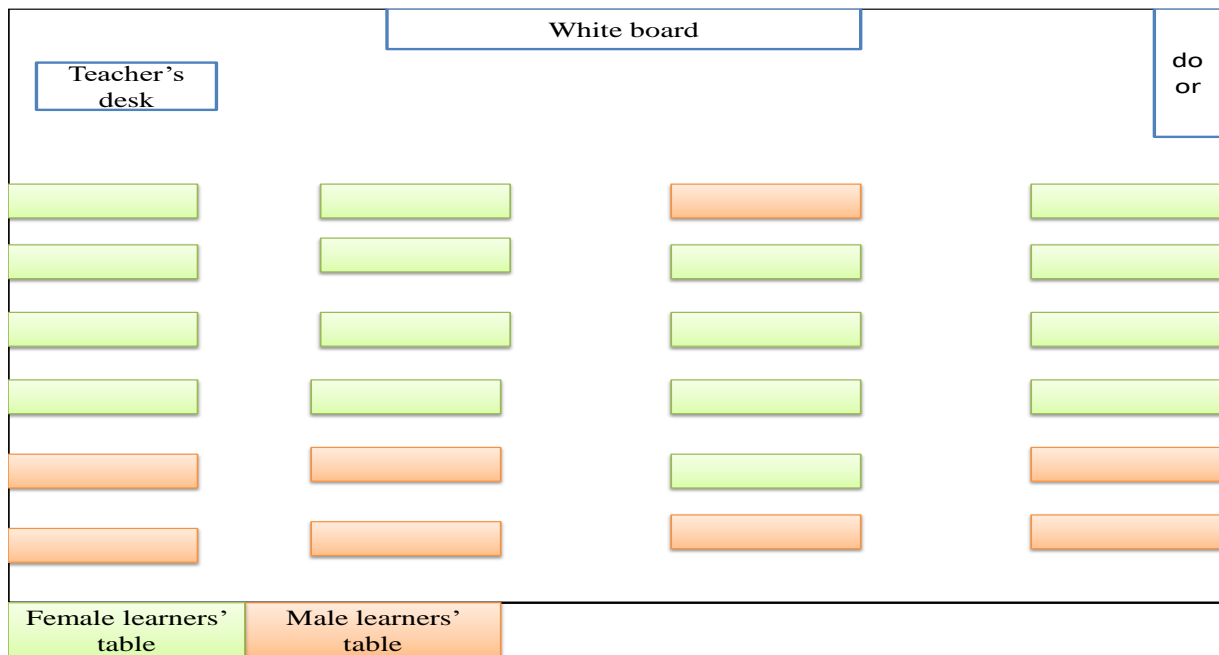 White board
Teacher’s
desk
do
or
Female learners’
table
Male learners’
table